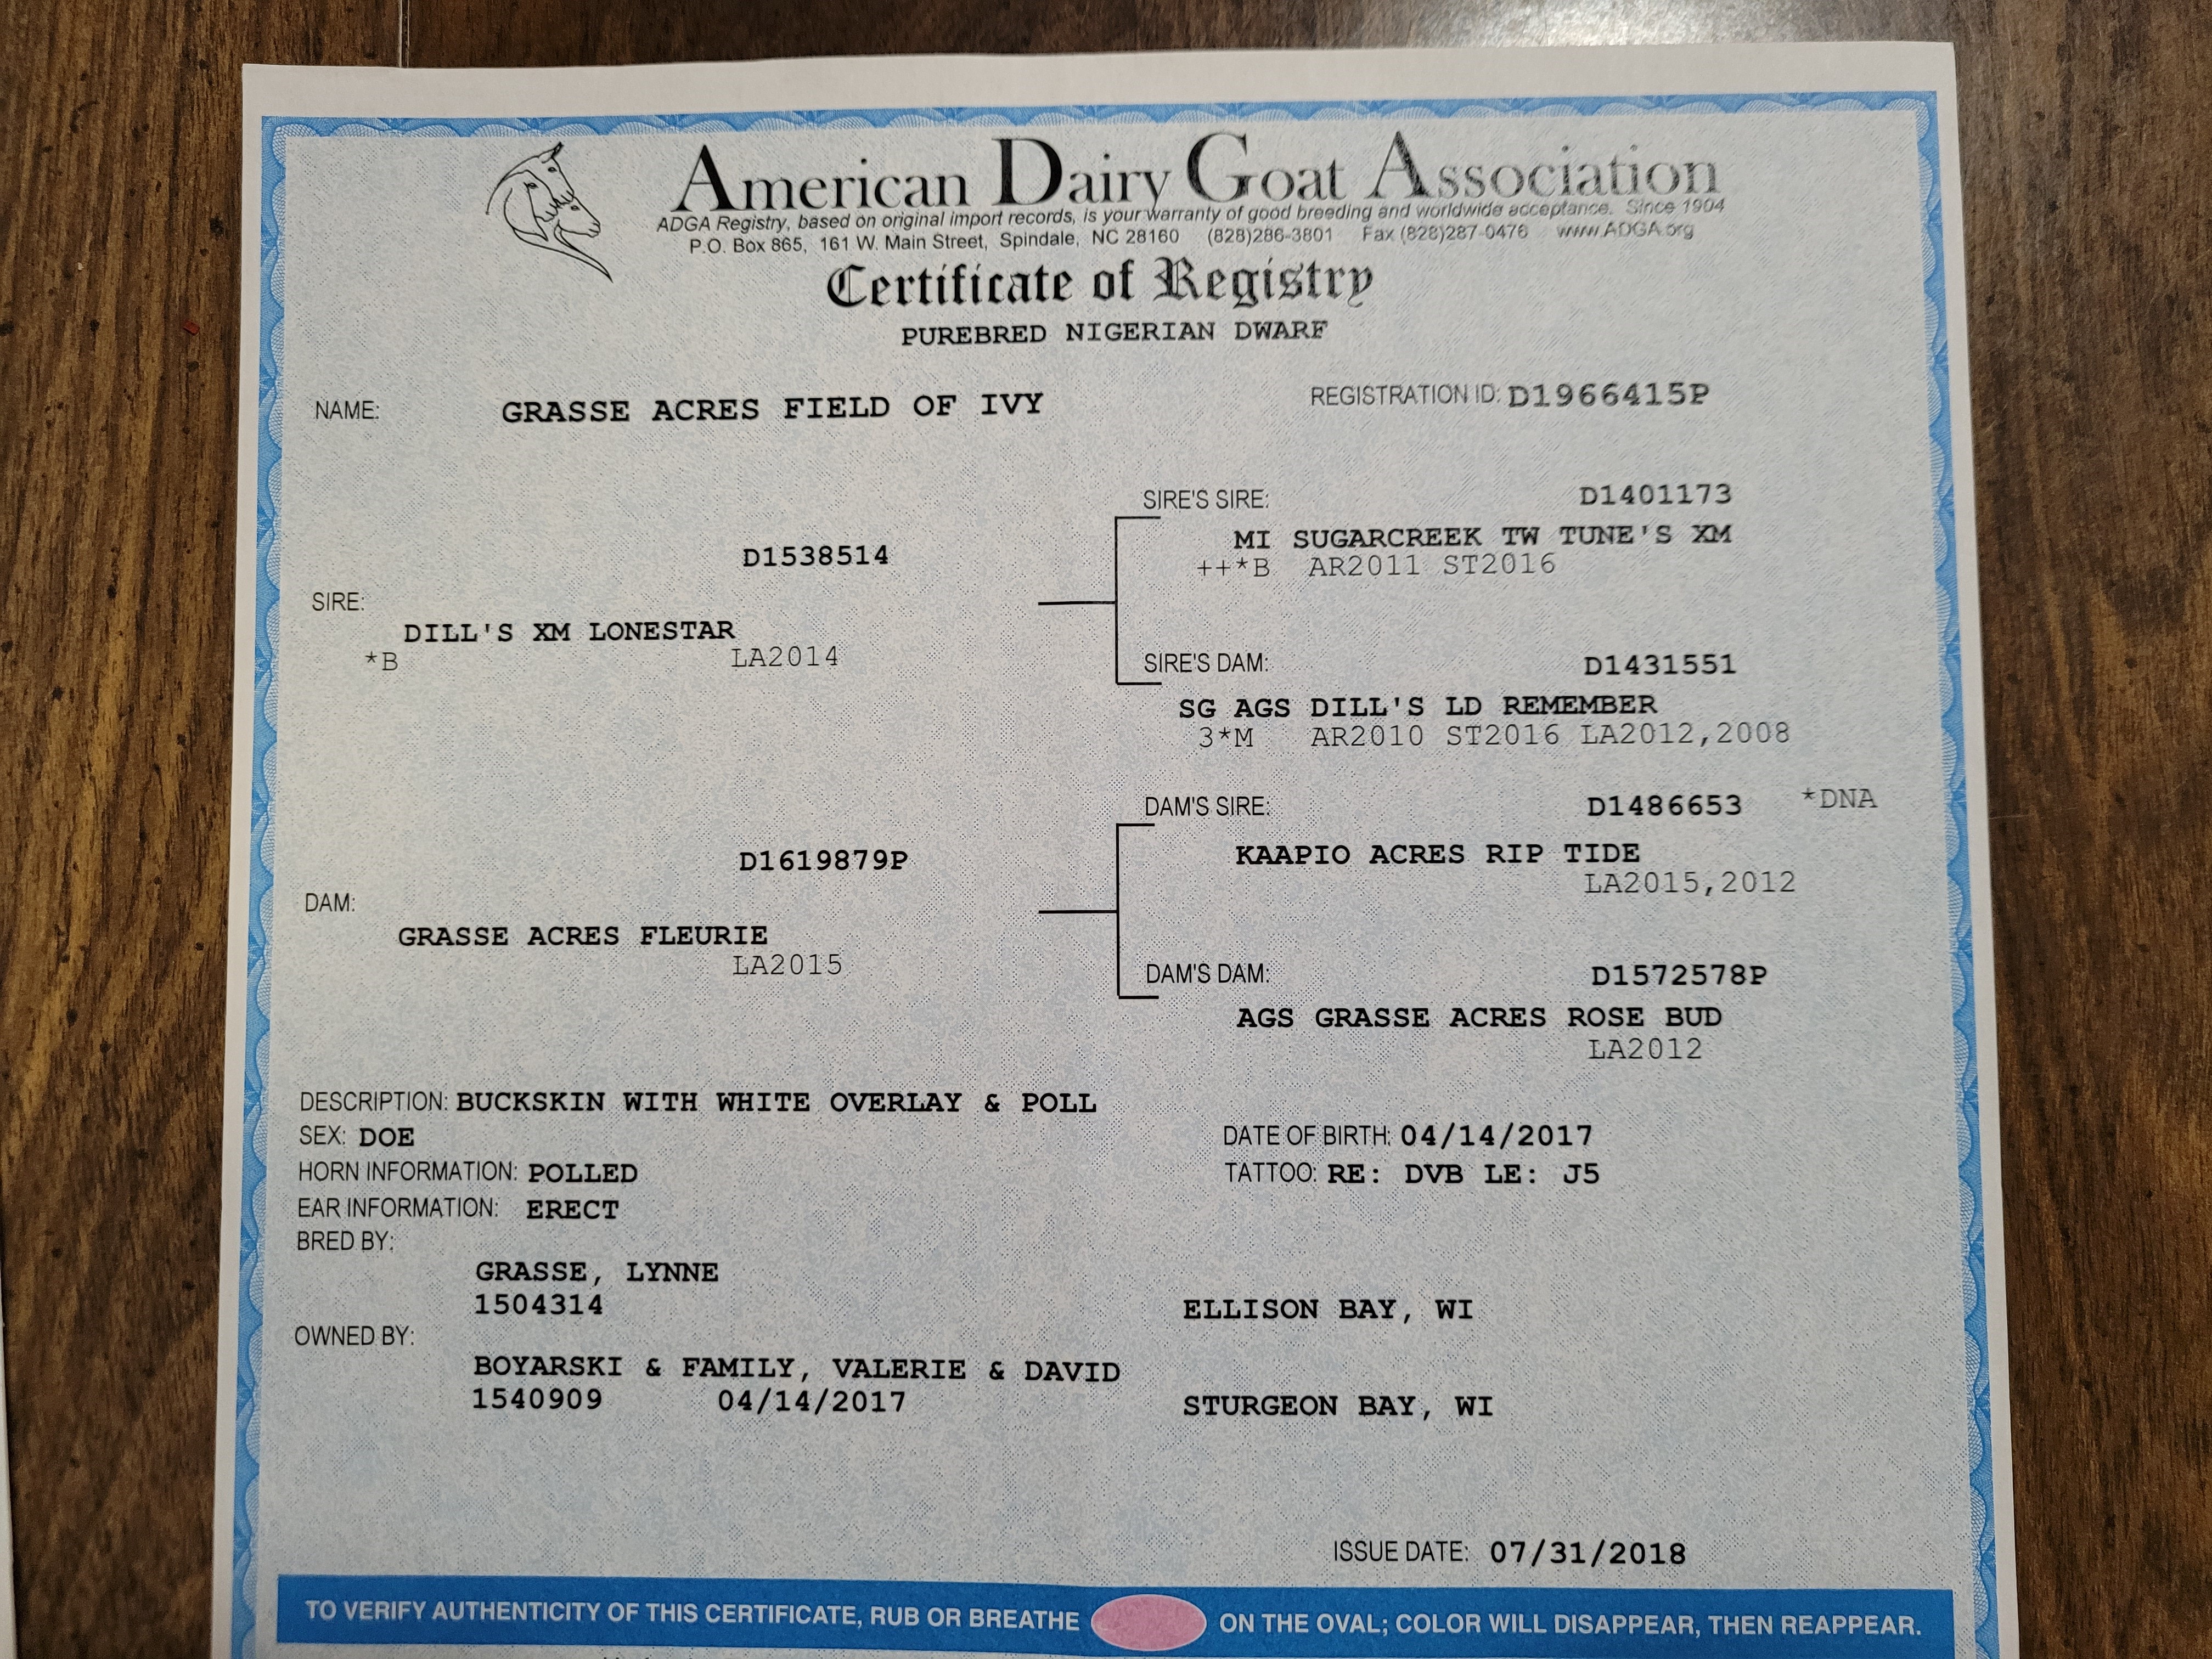 American Dairy Goat Association
ADGA Registry, based on original import records, is your warranty of good breeding and worldwide acceptance. Since 1904
P.O. Box 865, 161 W. Main Street, Spindale, NC 28160 (828)286-3801 Fax (828)287-0476 www.ADGA.org
Certificate of Registry
PUREBRED NIGERIAN DWARF
NAME: GRASSE ACRES FIELD OF IVY REGISTRATION ID: D1966415P
SIRE'S SIRE: D1401173
MI SUGARCREEK TW TUNE'S XM
++*B AR2011 ST2016
D1538514
SIRE:
DILL'S XM LONESTAR
*B LA2014
SIRE'S DAM: D1431551
SG AGS DILL'S LD REMEMBER
3*M AR2010 ST2016 LA2012,2008
DAM'S SIRE: D1486653 *DNA
KAAPIO ACRES RIP TIDE
LA2015,2012
D1619879P
DAM:
GRASSE ACRES FLEURIE
LA2015
DAM'S DAM: D1572578P
AGS GRASSE ACRES ROSE BUD
LA2012
DESCRIPTION: BUCKSKIN WITH WHITE OVERLAY & POLL
SEX: DOE DATE OF BIRTH: 04/14/2017
HORN INFORMATION: POLLED TATTOO: RE: DVB LE: J5
EAR INFORMATION: ERECT
BRED BY:
GRASSE, LYNNE
1504314 ELLISON BAY, WI
OWNED BY:
BOYARSKI & FAMILY, VALERIE & DAVID
1540909 04/14/2017 STURGEON BAY, WI
ISSUE DATE: 07/31/2018
TO VERIFY AUTHENTICITY OF THIS CERTIFICATE, RUB OR BREATHE ON THE OVAL; COLOR WILL DISAPPEAR, THEN REAPPEAR.